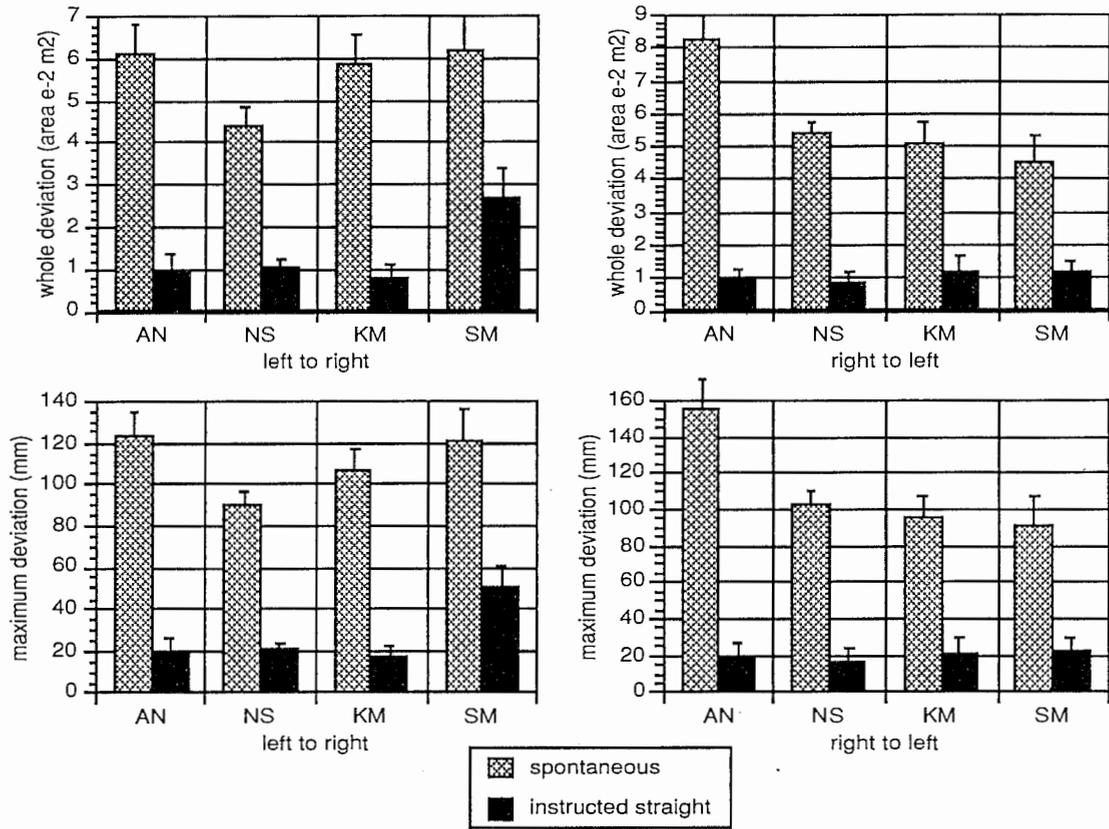 whole deviation (area e-2 m2)
7
6
5
4
3
2
1
0
AN NS KM SM
left to right
whole deviation (area e-2 m2)
9
8
7
6
5
4
3
2
1
0
AN NS KM SM
right to left
maximum deviation (mm)
140
120
100
80
60
40
20
0
AN NS KM SM
left to right
maximum deviation (mm)
160
140
120
100
80
60
40
20
0
AN NS KM SM
right to left
spontaneous
instructed straight